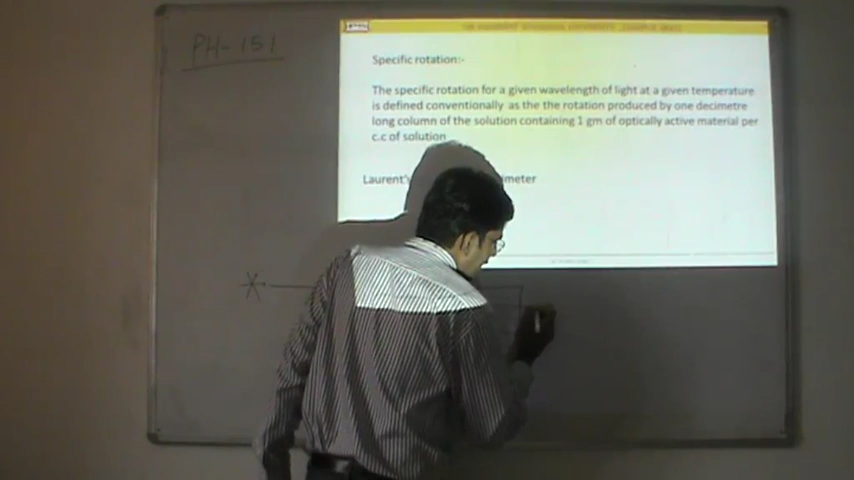 PH-151
Specific rotation:-
The specific rotation for a given wavelength of light at a given temperature
is defined conventionally as the the rotation produced by one decimetre
long column of the solution containing 1 gm of optically active material per
c.c of solution
Laurent's meter